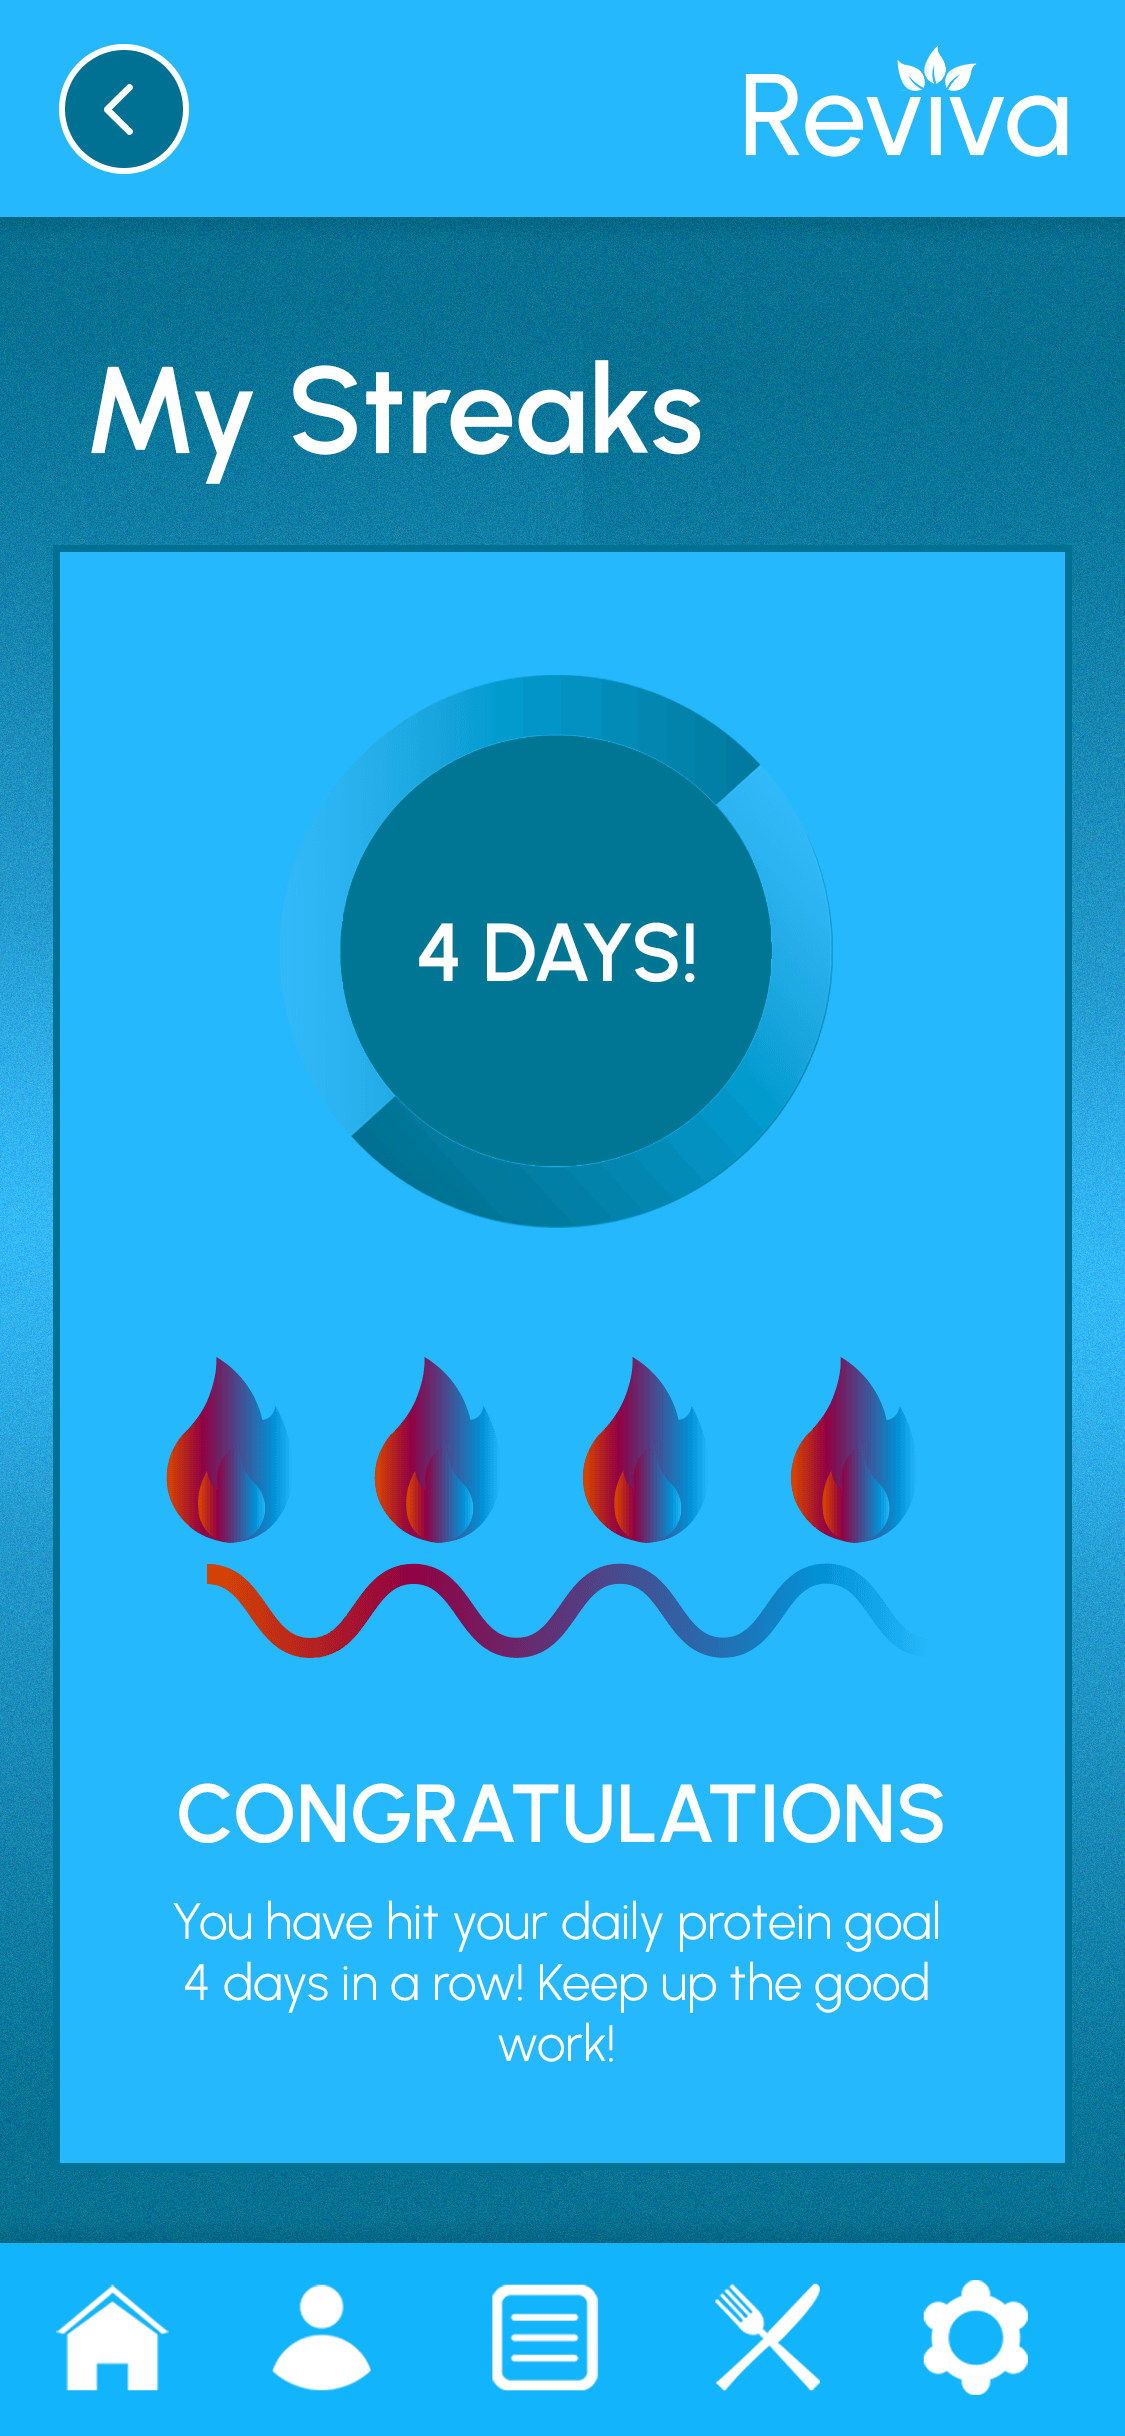 Reviva
My Streaks
4 DAYS!
CONGRATULATIONS
You have hit your daily protein goal
4 days in a row! Keep up the good
work!